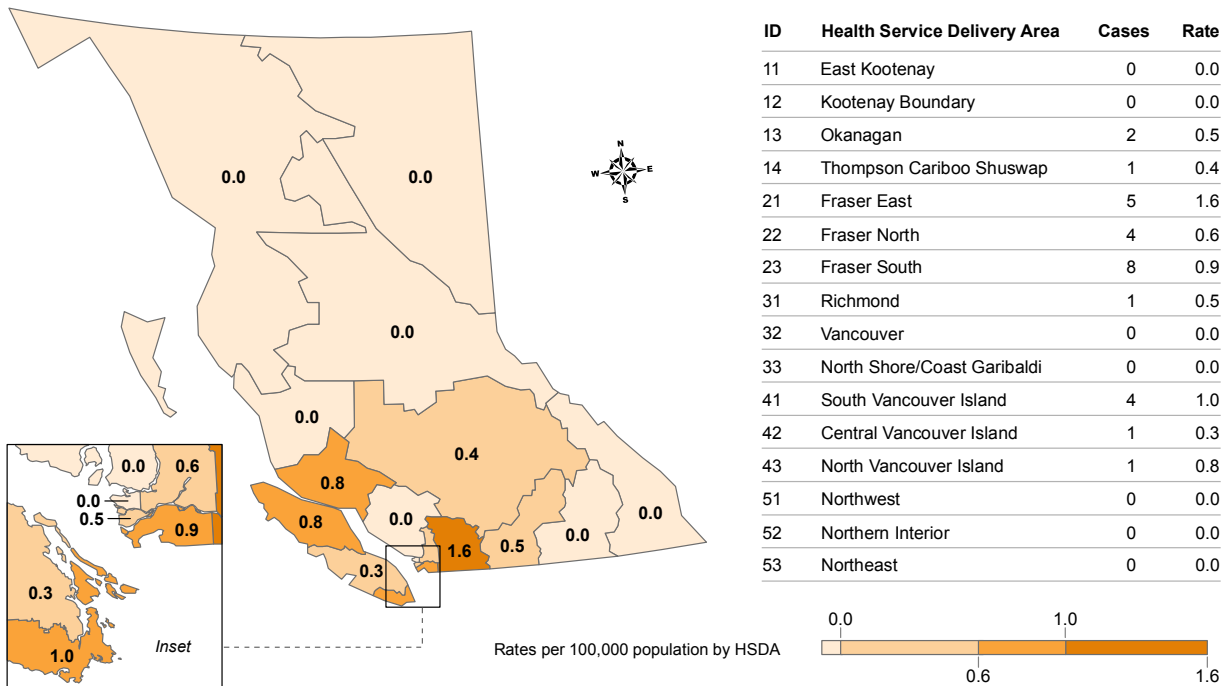 ID Health Service Delivery Area Cases Rate
11 East Kootenay 0 0.0
12 Kootenay Boundary 0 0.0
13 Okanagan 2 0.5
14 Thompson Cariboo Shuswap 1 0.4
21 Fraser East 5 1.6
22 Fraser North 4 0.6
23 Fraser South 8 0.9
31 Richmond 1 0.5
32 Vancouver 0 0.0
33 North Shore/Coast Garibaldi 0 0.0
41 South Vancouver Island 4 1.0
42 Central Vancouver Island 1 0.3
43 North Vancouver Island 1 0.8
51 Northwest 0 0.0
52 Northern Interior 0 0.0
53 Northeast 0 0.0
N
W E
S
0.0 0.0
0.0
0.0
0.4
0.8
0.8 0.0 0.0 0.0
1.6 0.5
0.3
0.0 0.6
0.0
0.5
0.9
0.3
1.0
Inset
Rates per 100,000 population by HSDA
0.0 1.0
0.6 1.6